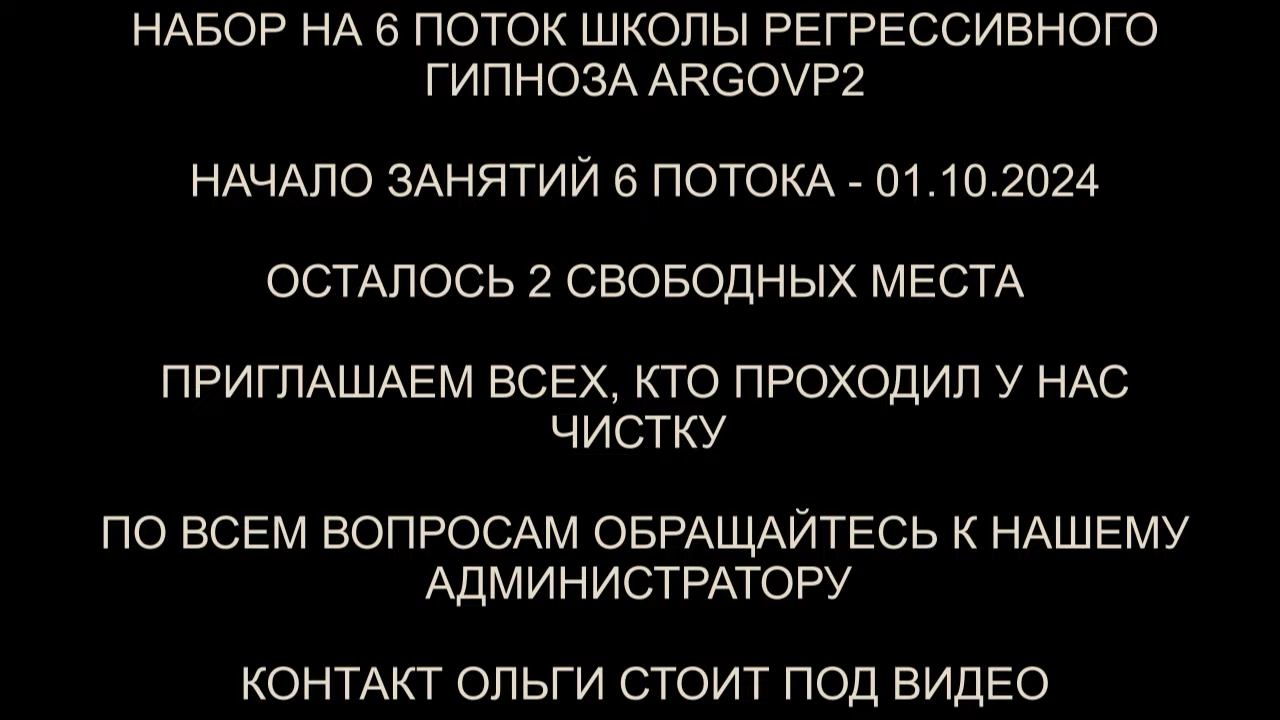 НАБОР НА 6 ПОТОК ШКОЛЫ РЕГРЕССИВНОГО
ГИПНОЗА ARGOVP2
НАЧАЛО ЗАНЯТИЙ 6 ПОТОКА - 01.10.2024
ОСТАЛОСЬ 2 СВОБОДНЫХ МЕСТА
ПРИГЛАШАЕМ ВСЕХ, КТО ПРОХОДИЛ У НАС
ЧИСТКУ
ПО ВСЕМ ВОПРОСАМ ОБРАЩАЙТЕСЬ К НАШЕМУ
АДМИНИСТРАТОРУ
КОНТАКТ ОЛЬГИ СТОИТ ПОД ВИДЕО